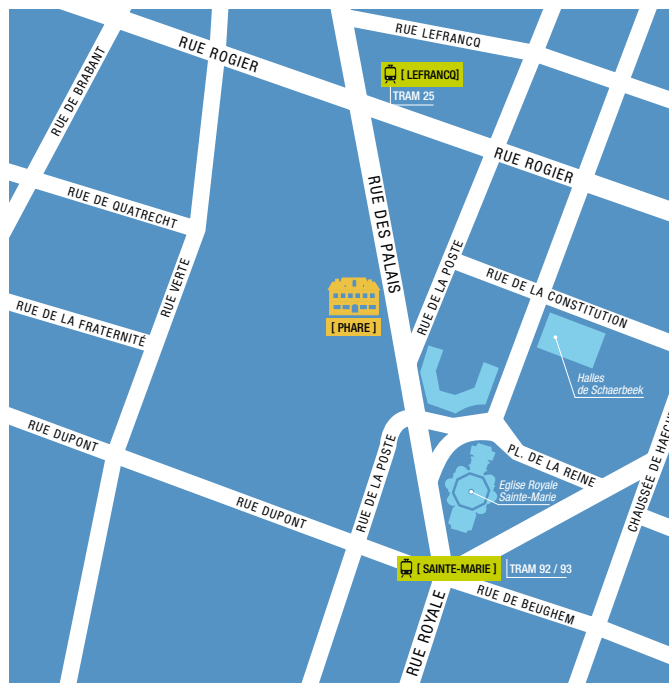 RUE LEFRANCQ
RUE ROGIER
RUE DE BRABANT
[ LEFRANCQ]
TRAM 25
RUE ROGIER
RUE DE QUATRECHT
RUE DES PALAIS
RUE DE LA POSTE
RUE VERTE
RUE DE LA CONSTITUTION
RUE DE LA FRATERNITÉ
[ PHARE ]
Halles
de Schaerbeek
RUE DUPONT
RUE DE LA POSTE
PL. DE LA REINE
CHAUSSÉE DE HAECH
Eglise Royale
Sainte-Marie
RUE DUPONT
[ SAINTE-MARIE ]
TRAM 92 / 93
RUE ROYALE
RUE DE BEUGHEM